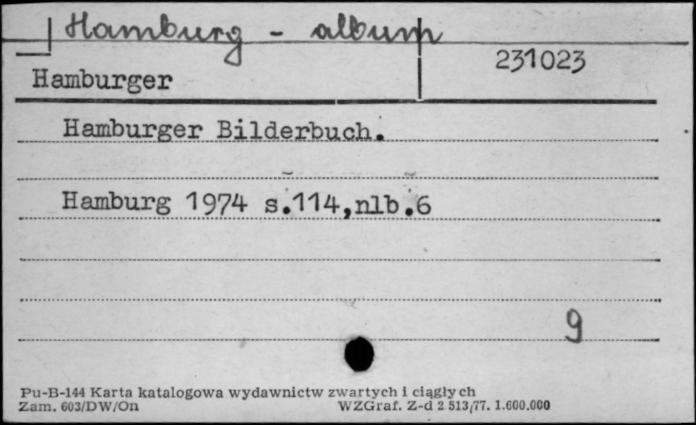 Hamburg - album
231023
Hamburger
Hamburger Bilderbuch.
Hamburg 1974 s.114,nlb.6
9
Pu-B-144 Karta katalogowa wydawnictw zwartych i ciągłych
Zam. 603/DW/On WZGraf. Z-d 2 513/77. 1.600.000